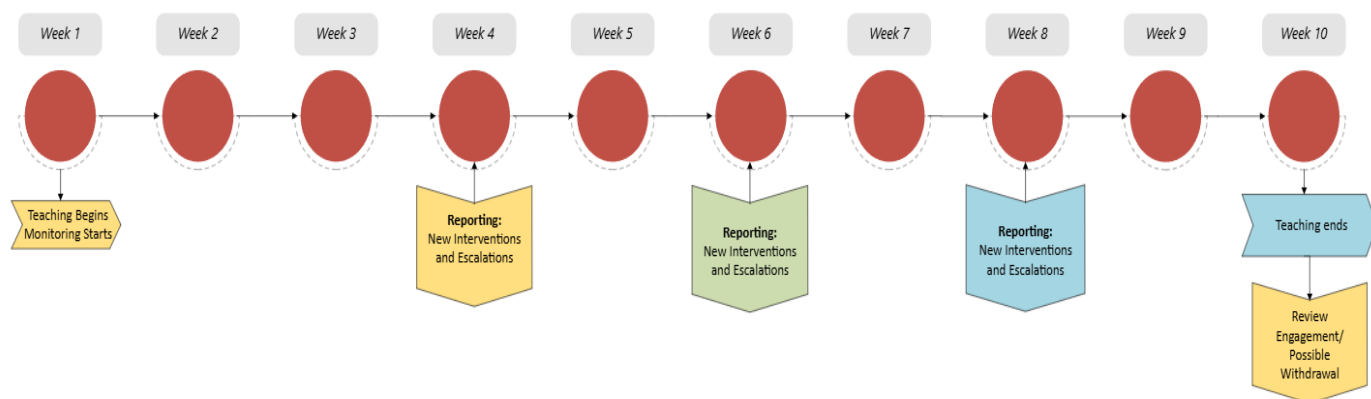 Week 1
Week 2
Week 3
Week 4
Week 5
Week 6
Week 7
Week 8
Week 9
Week 10
Teaching Begins
Monitoring Starts
Reporting:
New Interventions
and Escalations
Reporting:
New Interventions
and Escalations
Reporting:
New Interventions
and Escalations
Teaching ends
Review
Engagement/
Possible
Withdrawal